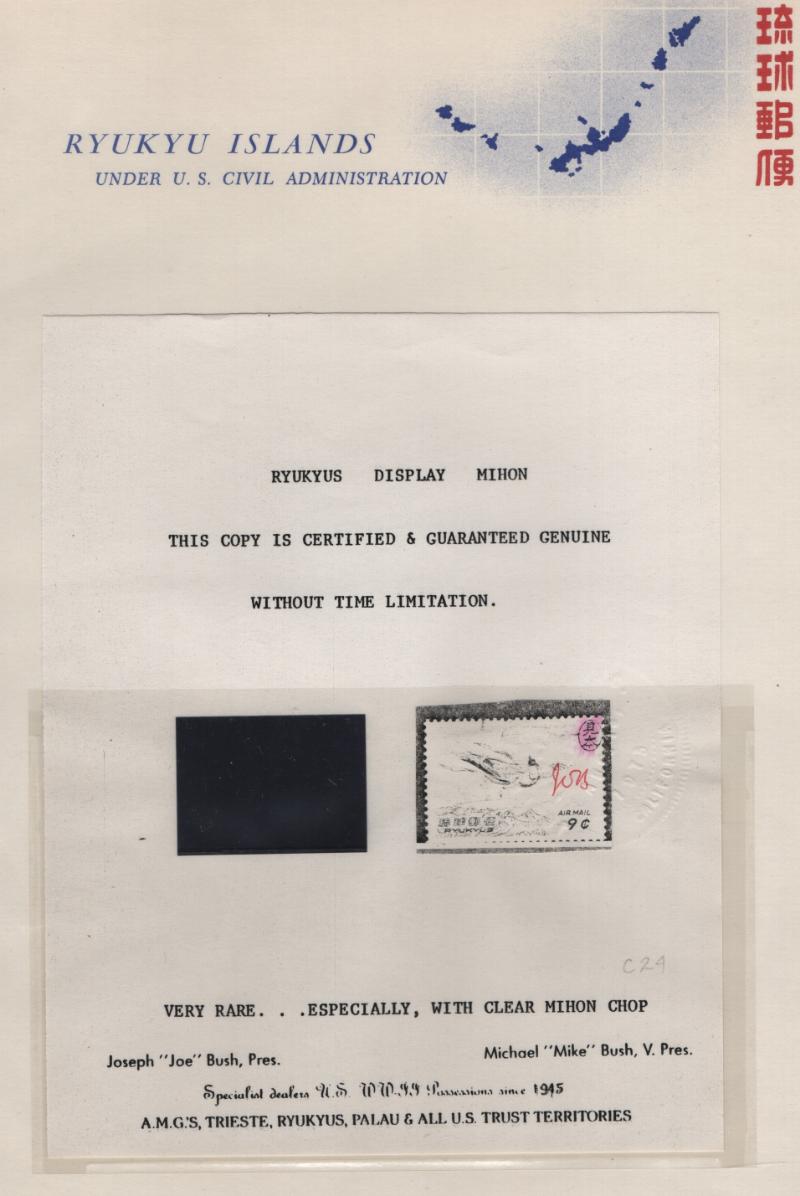 琉球郵便
RYUKYU ISLANDS
UNDER U. S. CIVIL ADMINISTRATION
RYUKYUS DISPLAY MIHON
THIS COPY IS CERTIFIED & GUARANTEED GENUINE
WITHOUT TIME LIMITATION.
AIR MAIL
9¢
RYUKYUS
C24
VERY RARE. . .ESPECIALLY, WITH CLEAR MIHON CHOP
Joseph "Joe" Bush, Pres.
Michael "Mike" Bush, V. Pres.
Specialist dealers U.S. WW-II Possessions since 1945
A.M.G.'S, TRIESTE, RYUKYUS, PALAU & ALL U.S. TRUST TERRITORIES